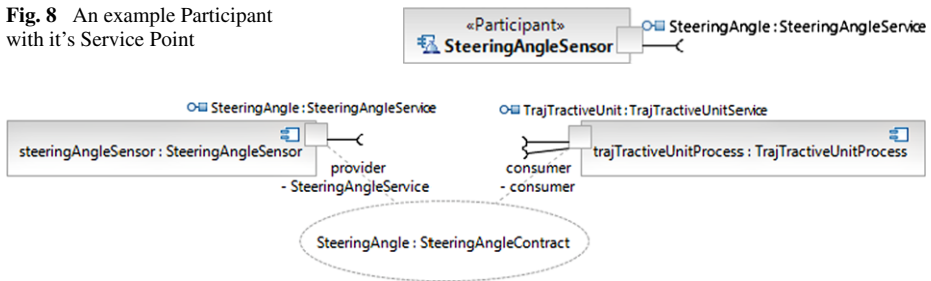 Fig. 8 An example Participant
with it's Service Point
«Participant»
SteeringAngleSensor
SteeringAngle : SteeringAngleService
SteeringAngle : SteeringAngleService
TrajTractiveUnit : TrajTractiveUnitService
steeringAngleSensor : SteeringAngleSensor
trajTractiveUnitProcess : TrajTractiveUnitProcess
provider
- SteeringAngleService
consumer
- consumer
SteeringAngle : SteeringAngleContract